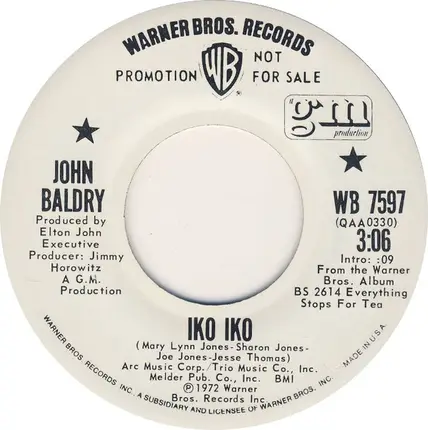 WARNER BROS. RECORDS
PROMOTION WB NOT FOR SALE
"gm
production
JOHN
BALDRY
Produced by
Elton John
Executive
Producer: Jimmy
Horowitz
A G.M.
Production
WB 7597
(QAA0330)
3:06
Intro: :09
From the Warner
Bros. Album
BS 2614 Everything
Stops For Tea
IKO IKO
(Mary Lynn Jones-Sharon Jones-
Joe Jones-Jesse Thomas)
Arc Music Corp./Trio Music Co., Inc.
Melder Pub. Co., Inc. BMI
Ⓟ1972 Warner
Bros. Records Inc.
WARNER BROS. RECORDS INC. A SUBSIDIARY AND LICENSEE OF WARNER BROS. INC.
MADE IN U.S.A.